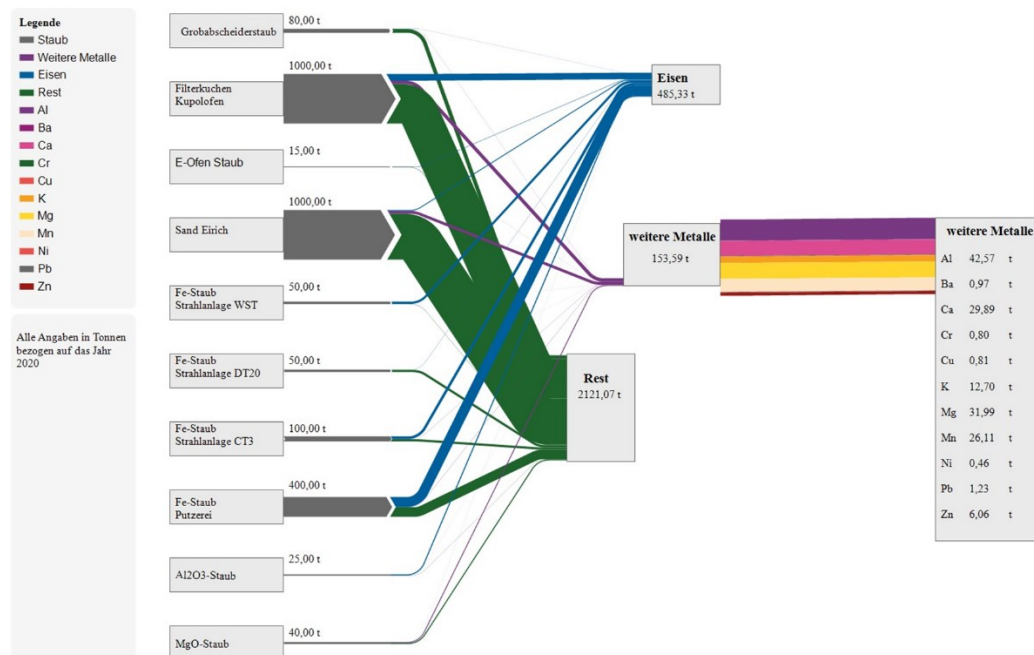 Legende
Staub
Weitere Metalle
Eisen
Rest
Al
Ba
Ca
Cr
Cu
K
Mg
Mn
Ni
Pb
Zn
Alle Angaben in Tonnen
bezogen auf das Jahr
2020
Grobabscheiderstaub
80,00 t
Filterkuchen
Kupolofen
1000,00 t
E-Ofen Staub
15,00 t
Sand Eirich
1000,00 t
Fe-Staub
Strahlanlage WST
50,00 t
Fe-Staub
Strahlanlage DT20
50,00 t
Fe-Staub
Strahlanlage CT3
100,00 t
Fe-Staub
Putzerei
400,00 t
Al2O3-Staub
25,00 t
MgO-Staub
40,00 t
Eisen
485,33 t
weitere Metalle
153,59 t
Rest
2121,07 t
weitere Metalle
Al 42,57 t
Ba 0,97 t
Ca 29,89 t
Cr 0,80 t
Cu 0,81 t
K 12,70 t
Mg 31,99 t
Mn 26,11 t
Ni 0,46 t
Pb 1,23 t
Zn 6,06 t